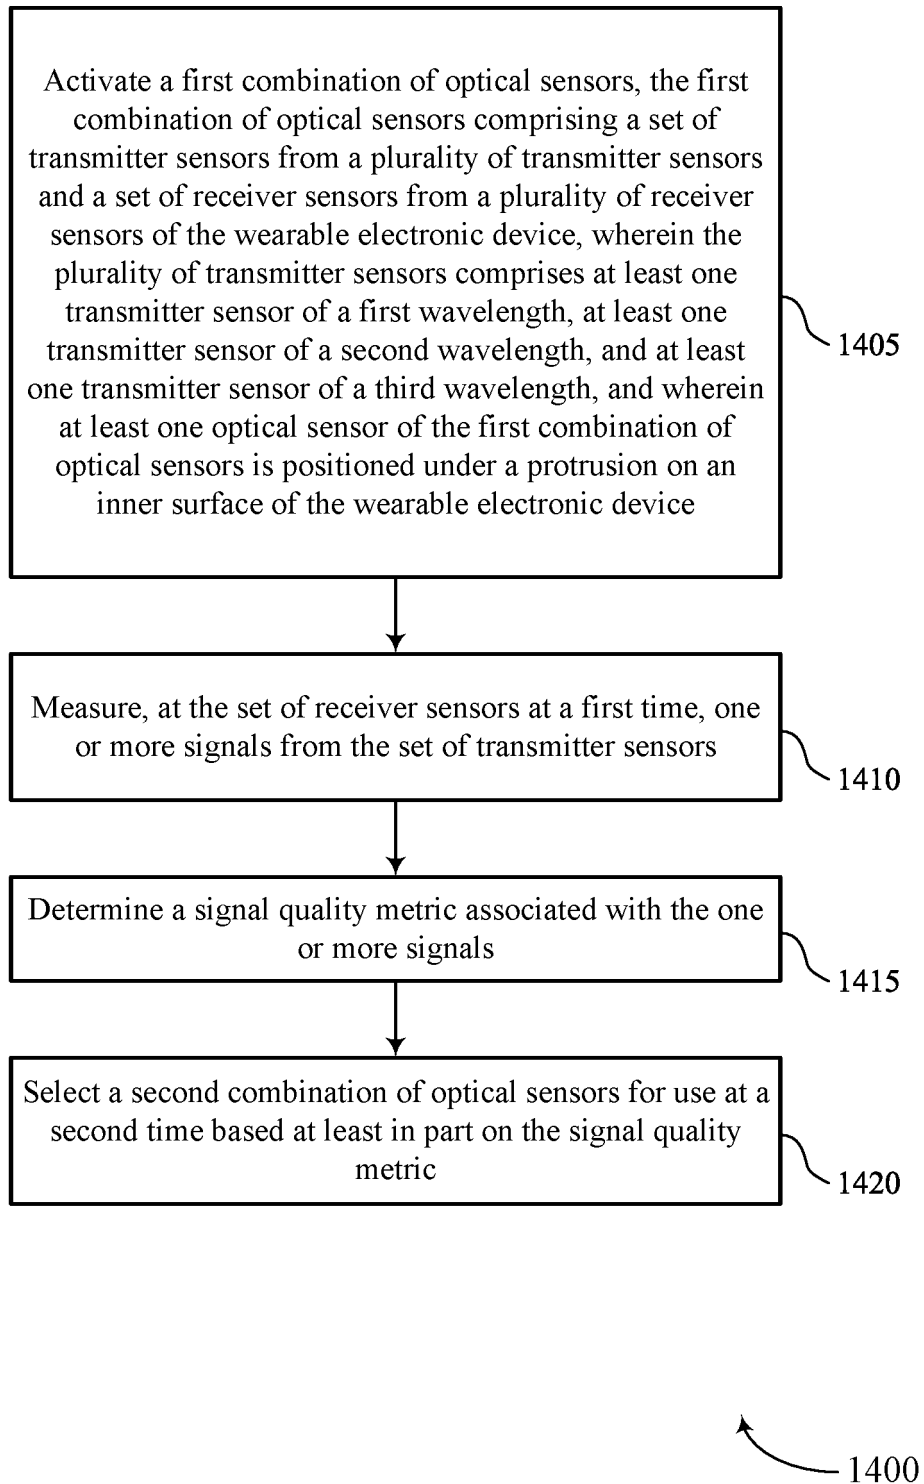 Activate a first combination of optical sensors, the first
combination of optical sensors comprising a set of
transmitter sensors from a plurality of transmitter sensors
and a set of receiver sensors from a plurality of receiver
sensors of the wearable electronic device, wherein the
plurality of transmitter sensors comprises at least one
transmitter sensor of a first wavelength, at least one
transmitter sensor of a second wavelength, and at least
one transmitter sensor of a third wavelength, and wherein
at least one optical sensor of the first combination of
optical sensors is positioned under a protrusion on an
inner surface of the wearable electronic device
1405
Measure, at the set of receiver sensors at a first time, one
or more signals from the set of transmitter sensors
1410
Determine a signal quality metric associated with the one
or more signals
1415
Select a second combination of optical sensors for use at a
second time based at least in part on the signal quality
metric
1420
1400